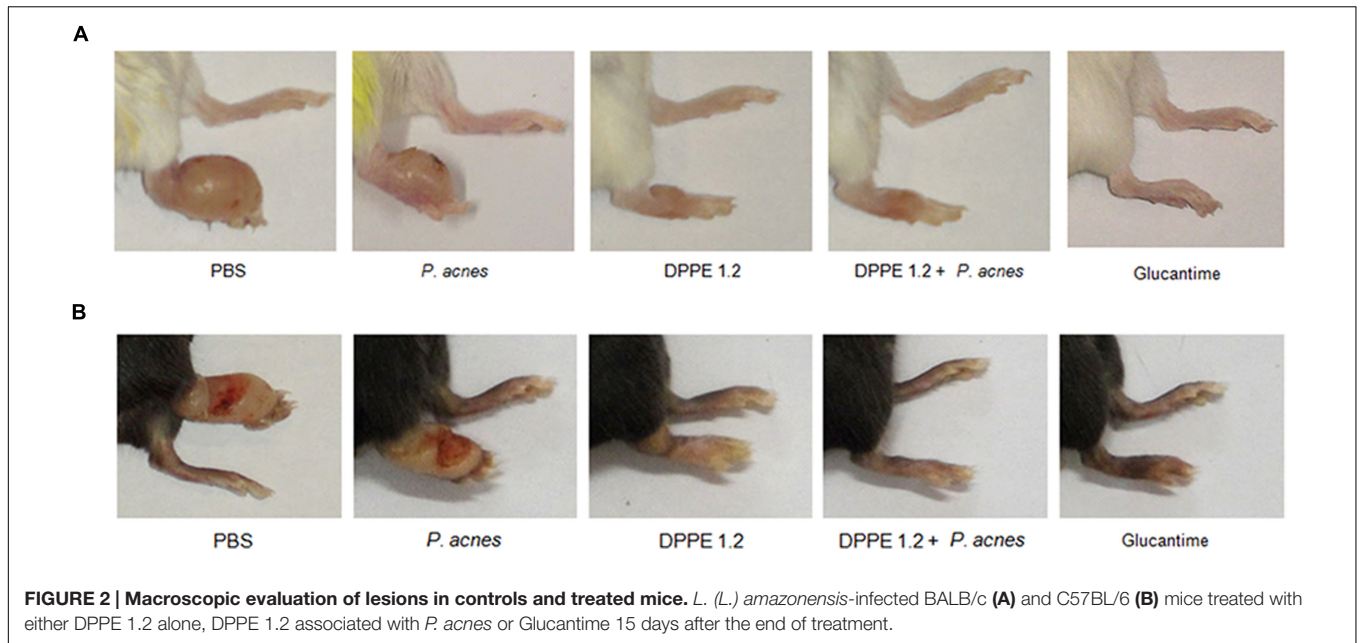 A
PBS
P. acnes
DPPE 1.2
DPPE 1.2 + P. acnes
Glucantime
B
PBS
P. acnes
DPPE 1.2
DPPE 1.2 + P. acnes
Glucantime
FIGURE 2 | Macroscopic evaluation of lesions in controls and treated mice. L. (L.) amazonensis-infected BALB/c (A) and C57BL/6 (B) mice treated with
either DPPE 1.2 alone, DPPE 1.2 associated with P. acnes or Glucantime 15 days after the end of treatment.